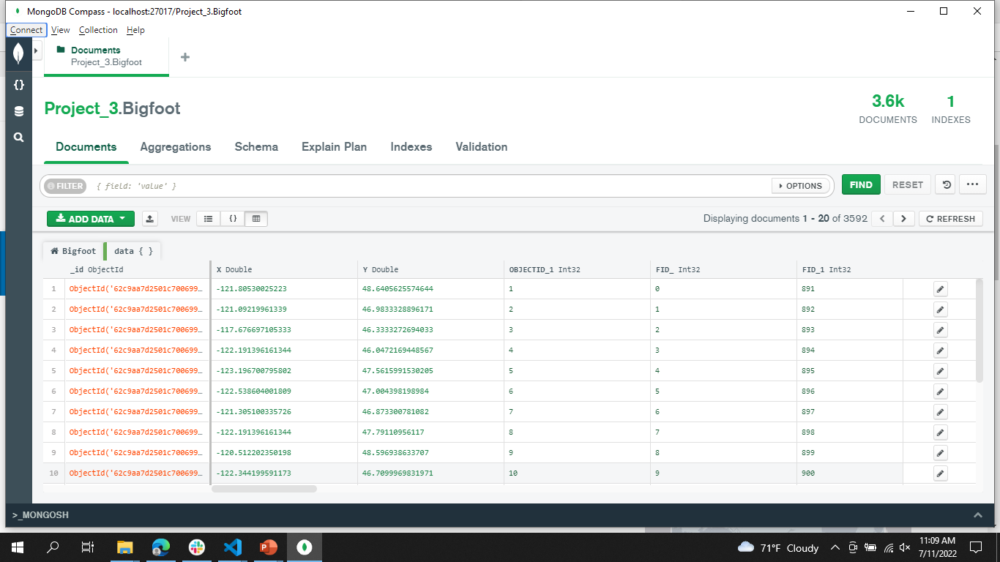 MongoDB Compass - localhost:27017/Project_3.Bigfoot
Connect View Collection Help
Documents
Project_3.Bigfoot
Project_3.Bigfoot
3.6k
DOCUMENTS
1
INDEXES
Documents Aggregations Schema Explain Plan Indexes Validation
FILTER { field: 'value' } OPTIONS FIND RESET
ADD DATA VIEW { } Displaying documents 1 - 20 of 3592 REFRESH
Bigfoot data { }
_id ObjectId X Double Y Double OBJECTID_1 Int32 FID_ Int32 FID_1 Int32
1 ObjectId('62c9aa7d2501c700699… -121.80530025223 48.6405625574644 1 0 891
2 ObjectId('62c9aa7d2501c700699… -121.09219961339 46.9833328896171 2 1 892
3 ObjectId('62c9aa7d2501c700699… -117.676697105333 46.3333272694033 3 2 893
4 ObjectId('62c9aa7d2501c700699… -122.191396161344 46.0472169448567 4 3 894
5 ObjectId('62c9aa7d2501c700699… -123.196700795802 47.5615991530205 5 4 895
6 ObjectId('62c9aa7d2501c700699… -122.538604001809 47.004398198984 6 5 896
7 ObjectId('62c9aa7d2501c700699… -121.305100335726 46.873300781082 7 6 897
8 ObjectId('62c9aa7d2501c700699… -122.191396161344 47.79110956117 8 7 898
9 ObjectId('62c9aa7d2501c700699… -120.512202350198 48.596938633707 9 8 899
10 ObjectId('62c9aa7d2501c700699… -122.344199591173 46.7099969831971 10 9 900
>_MONGOSH
71°F Cloudy
11:09 AM
7/11/2022